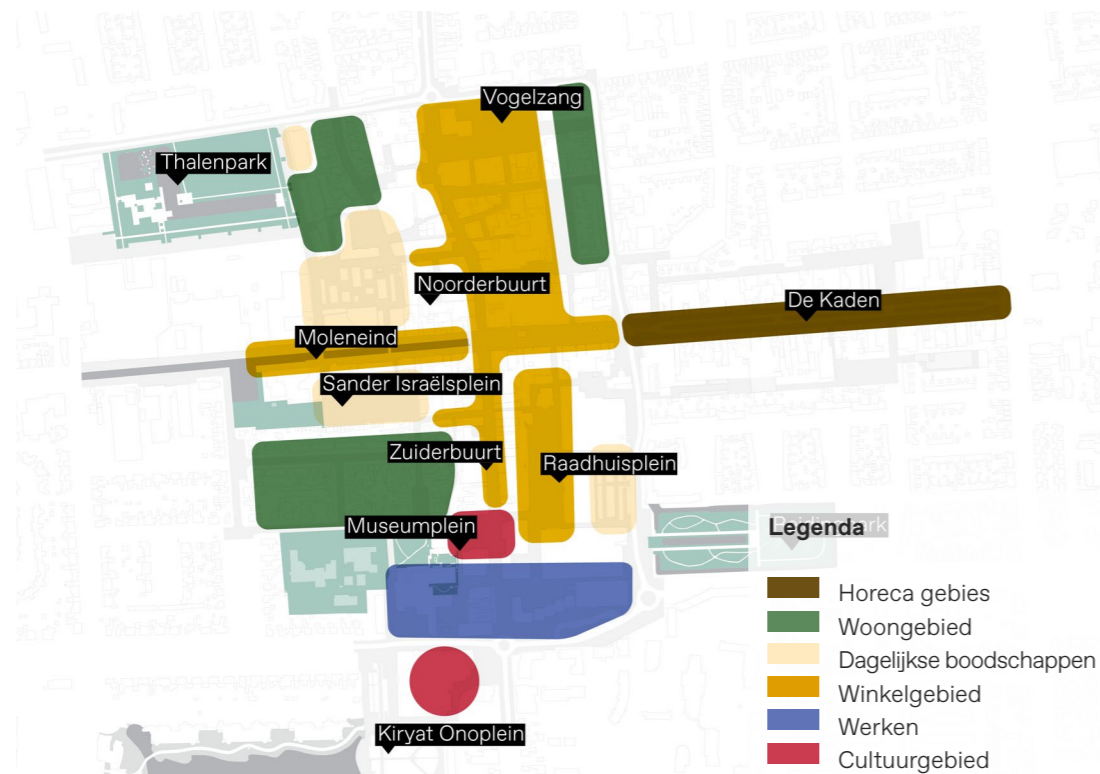 Vogelzang
Thalenpark
Noorderbuurt
De Kaden
Moleneind
Sander Israëlsplein
Zuiderbuurt
Raadhuisplein
Museumplein
Legenda
Horeca gebies
Woongebied
Dagelijkse boodschappen
Winkelgebied
Werken
Cultuurgebied
Kiryat Onoplein